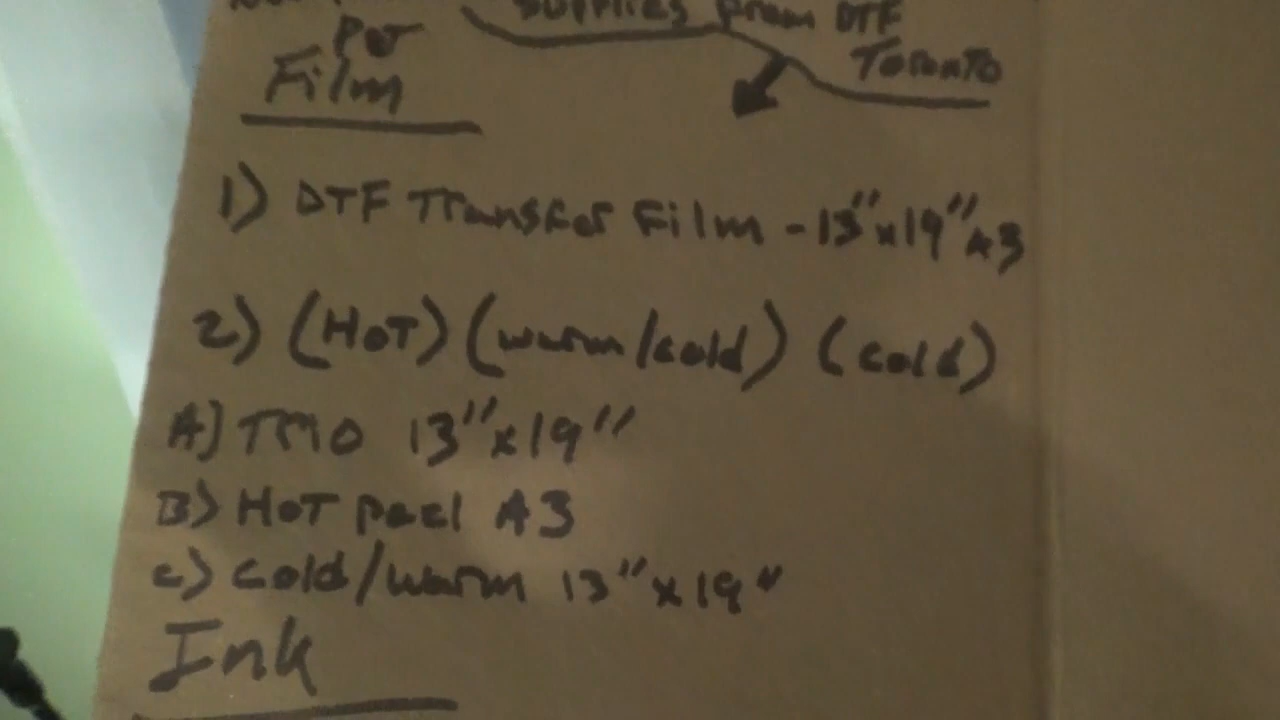 supplies from DTF
Toronto
Pet
Film
1) DTF Transfer Film - 13"x19" A3
2) (HOT) (warm/cold) (cold)
A) TMO 13"x19"
B) HOT peel A3
C) cold/warm 13"x19"
Ink